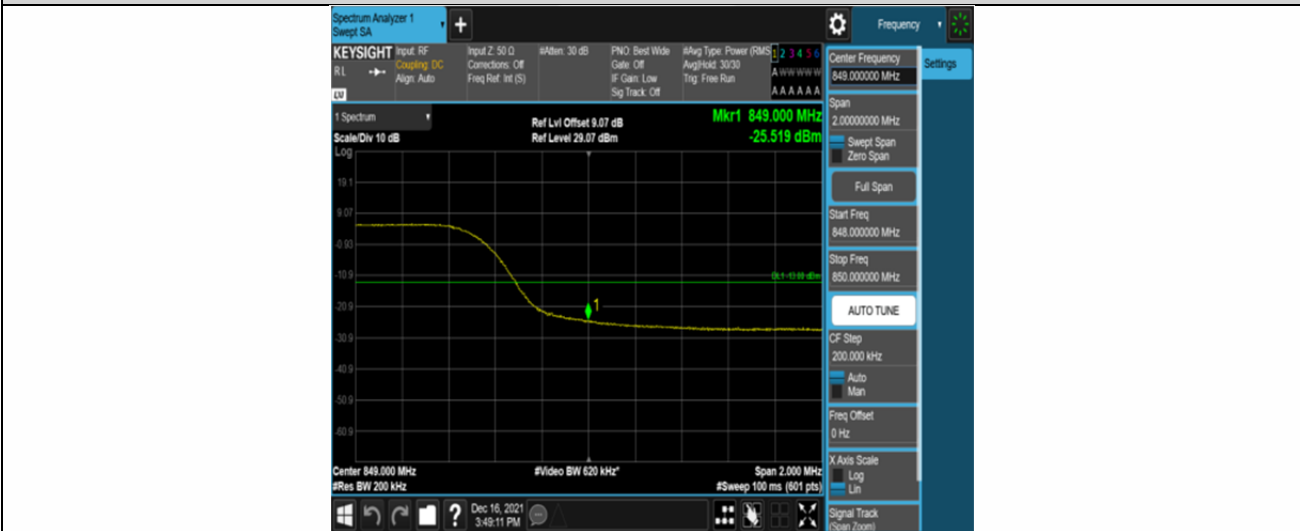 Spectrum Analyzer 1
Swept SA
+
Frequency
KEYSIGHT
Input: RF
Input Z: 50 Ω
#Atten: 30 dB
PNO: Best Wide
#Avg Type: Power (RMS
1 2 3 4 5 6
RL
Coupling: DC
Corrections: Off
Gate: Off
Avg|Hold: 30/30
A W W W W W
Align: Auto
Freq Ref: Int (S)
IF Gain: Low
Trig: Free Run
Sig Track: Off
A A A A A A
LW
Center Frequency
849.000000 MHz
Settings
Span
2.00000000 MHz
Swept Span
Zero Span
Full Span
Start Freq
848.000000 MHz
Stop Freq
850.000000 MHz
AUTO TUNE
CF Step
200.000 kHz
Auto
Man
Freq Offset
0 Hz
X Axis Scale
Log
Lin
Signal Track
(Span Zoom)
1 Spectrum
Ref Lvl Offset 9.07 dB
Mkr1 849.000 MHz
Scale/Div 10 dB
Ref Level 29.07 dBm
-25.519 dBm
Log
19.1
9.07
-0.93
-10.9
DL1 -13.00 dBm
-20.9
1
-30.9
-40.9
-50.9
-60.9
Center 849.000 MHz
#Video BW 620 kHz*
Span 2.000 MHz
#Res BW 200 kHz
#Sweep 100 ms (601 pts)
?
Dec 16, 2021
3:49:11 PM